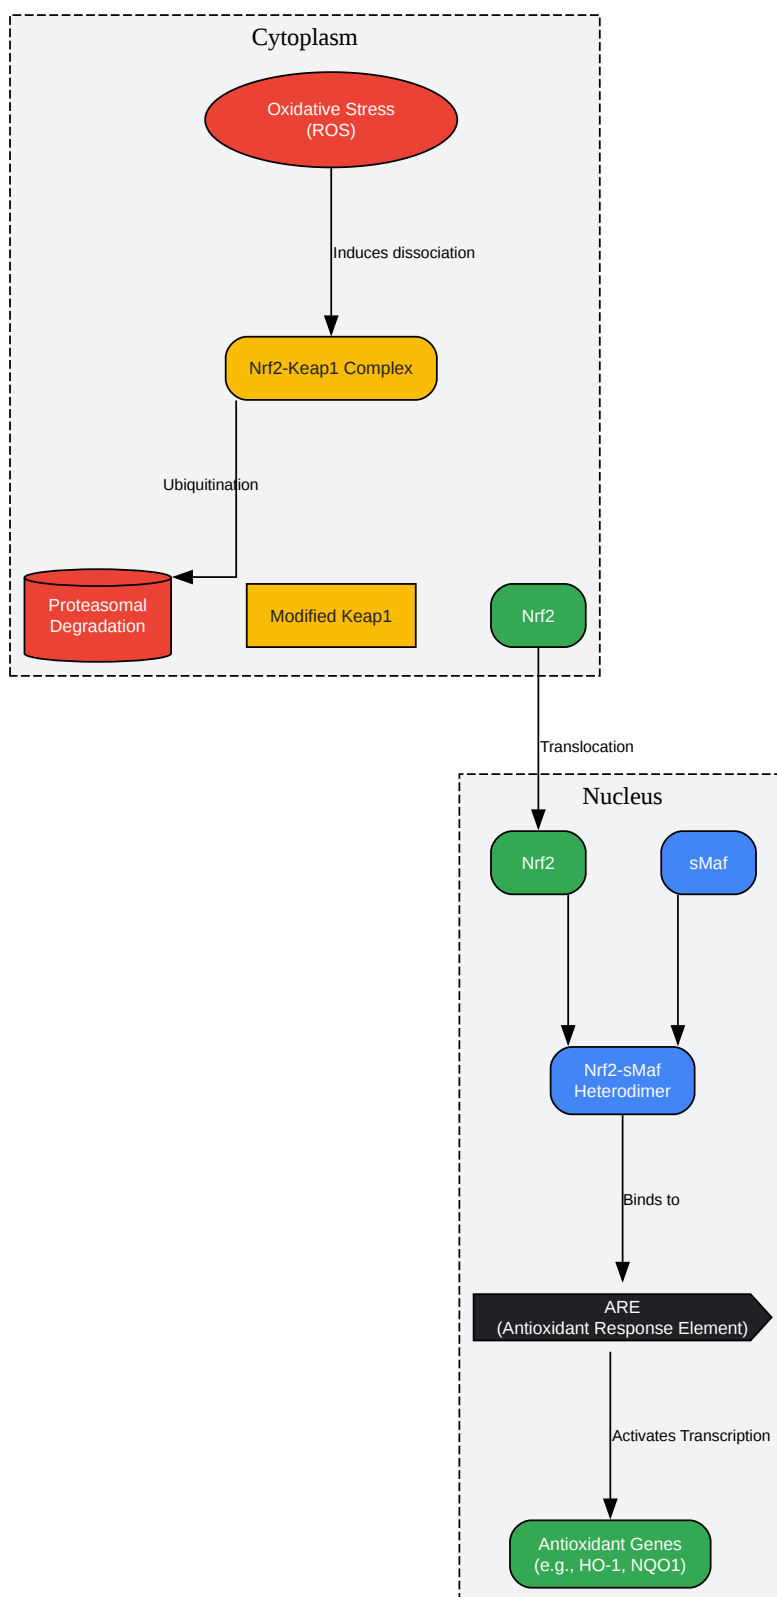 Cytoplasm
Oxidative Stress
(ROS)
Induces dissociation
Nrf2-Keap1 Complex
Ubiquitination
Proteasomal
Degradation
Modified Keap1
Nrf2
Translocation
Nucleus
Nrf2
sMaf
Nrf2-sMaf
Heterodimer
Binds to
ARE
(Antioxidant Response Element)
Activates Transcription
Antioxidant Genes
(e.g., HO-1, NQO1)